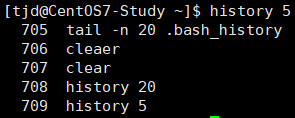 [tjd@CentOS7-Study ~]$ history 5
705 tail -n 20 .bash_history
706 cleaer
707 clear
708 history 20
709 history 5